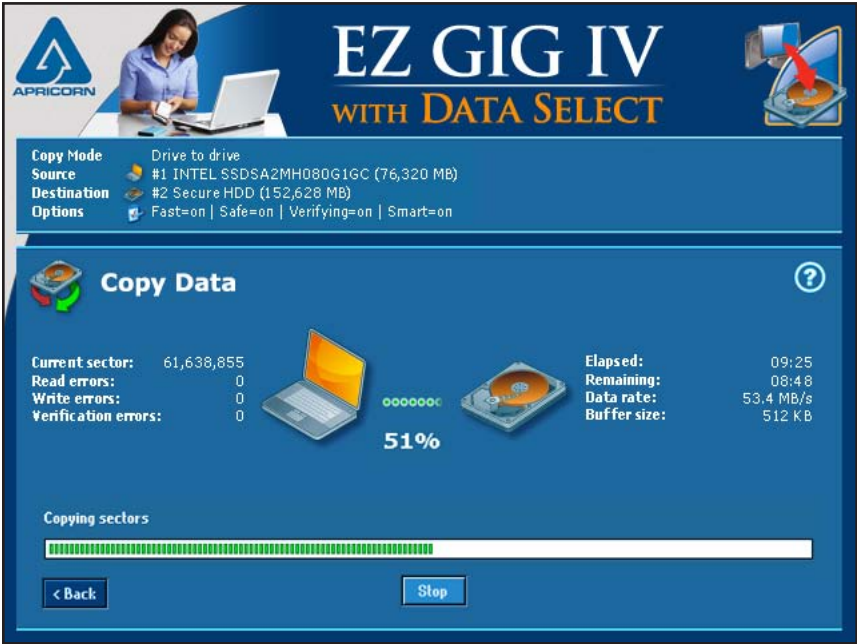 APRICORN
EZ GIG IV
WITH DATA SELECT
Copy Mode Drive to drive
Source #1 INTEL SSDSA2MH080G1GC (76,320 MB)
Destination #2 Secure HDD (152,628 MB)
Options Fast=on | Safe=on | Verifying=on | Smart=on
Copy Data
?
Current sector: 61,638,855
Read errors: 0
Write errors: 0
Verification errors: 0
51%
Elapsed: 09:25
Remaining: 08:48
Data rate: 53.4 MB/s
Buffer size: 512 KB
Copying sectors
< Back
Stop